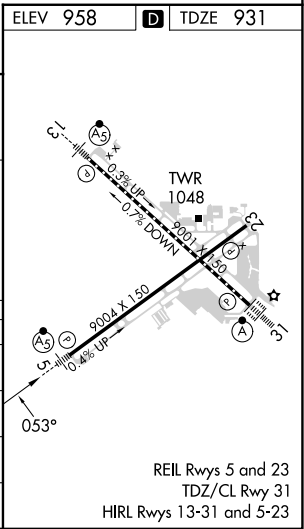 ELEV 958 D TDZE 931
13
A5
P
0.3% UP
0.7% DOWN
TWR
1048
23
P
9001 X 150
9004 X 150
P
A
31
A5
P
5
0.4% UP
053°
REIL Rwys 5 and 23
TDZ/CL Rwy 31
HIRL Rwys 13-31 and 5-23